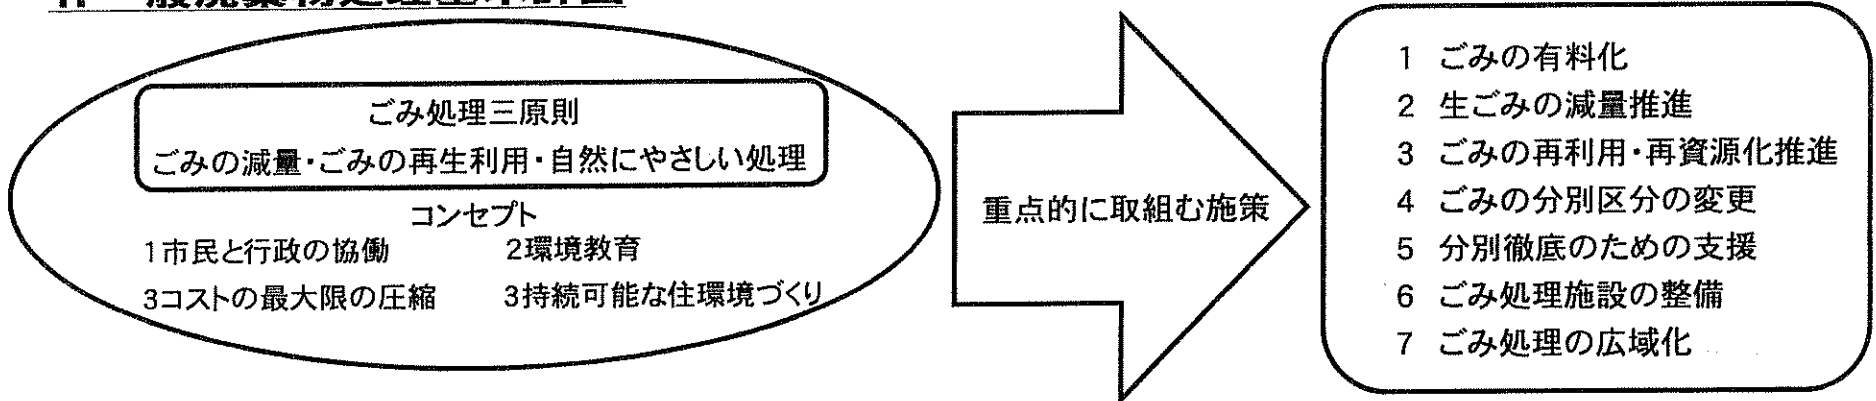 ごみ処理三原則
ごみの減量・ごみの再生利用・自然にやさしい処理
コンセプト
1市民と行政の協働 2環境教育
3コストの最大限の圧縮 3持続可能な住環境づくり
重点的に取組む施策
1 ごみの有料化
2 生ごみの減量推進
3 ごみの再利用・再資源化推進
4 ごみの分別区分の変更
5 分別徹底のための支援
6 ごみ処理施設の整備
7 ごみ処理の広域化